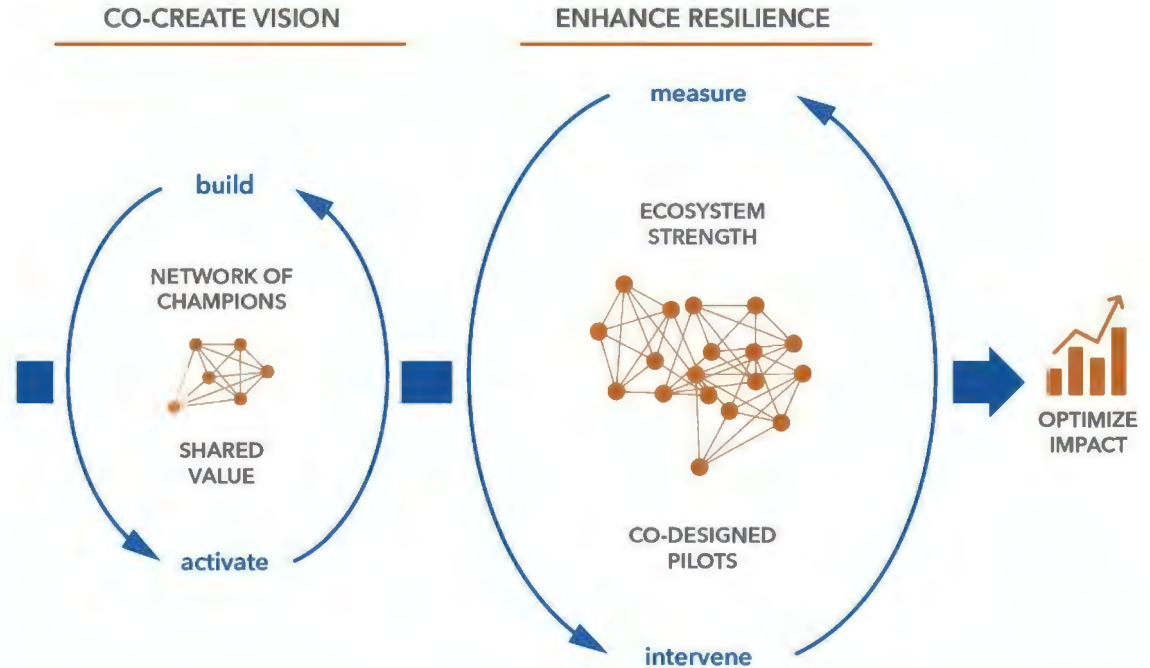 CO-CREATE VISION
ENHANCE RESILIENCE
build
NETWORK OF
CHAMPIONS
SHARED
VALUE
activate
measure
ECOSYSTEM
STRENGTH
CO-DESIGNED
PILOTS
intervene
OPTIMIZE
IMPACT